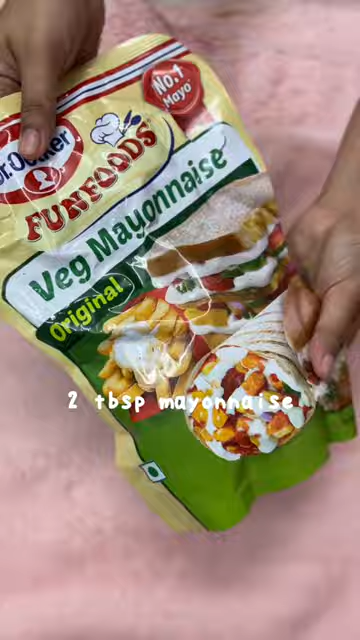 No.1
Mayo
Dr. Oetker
FUNFOODS
Veg Mayonnaise
Original
2 tbsp mayonnaise